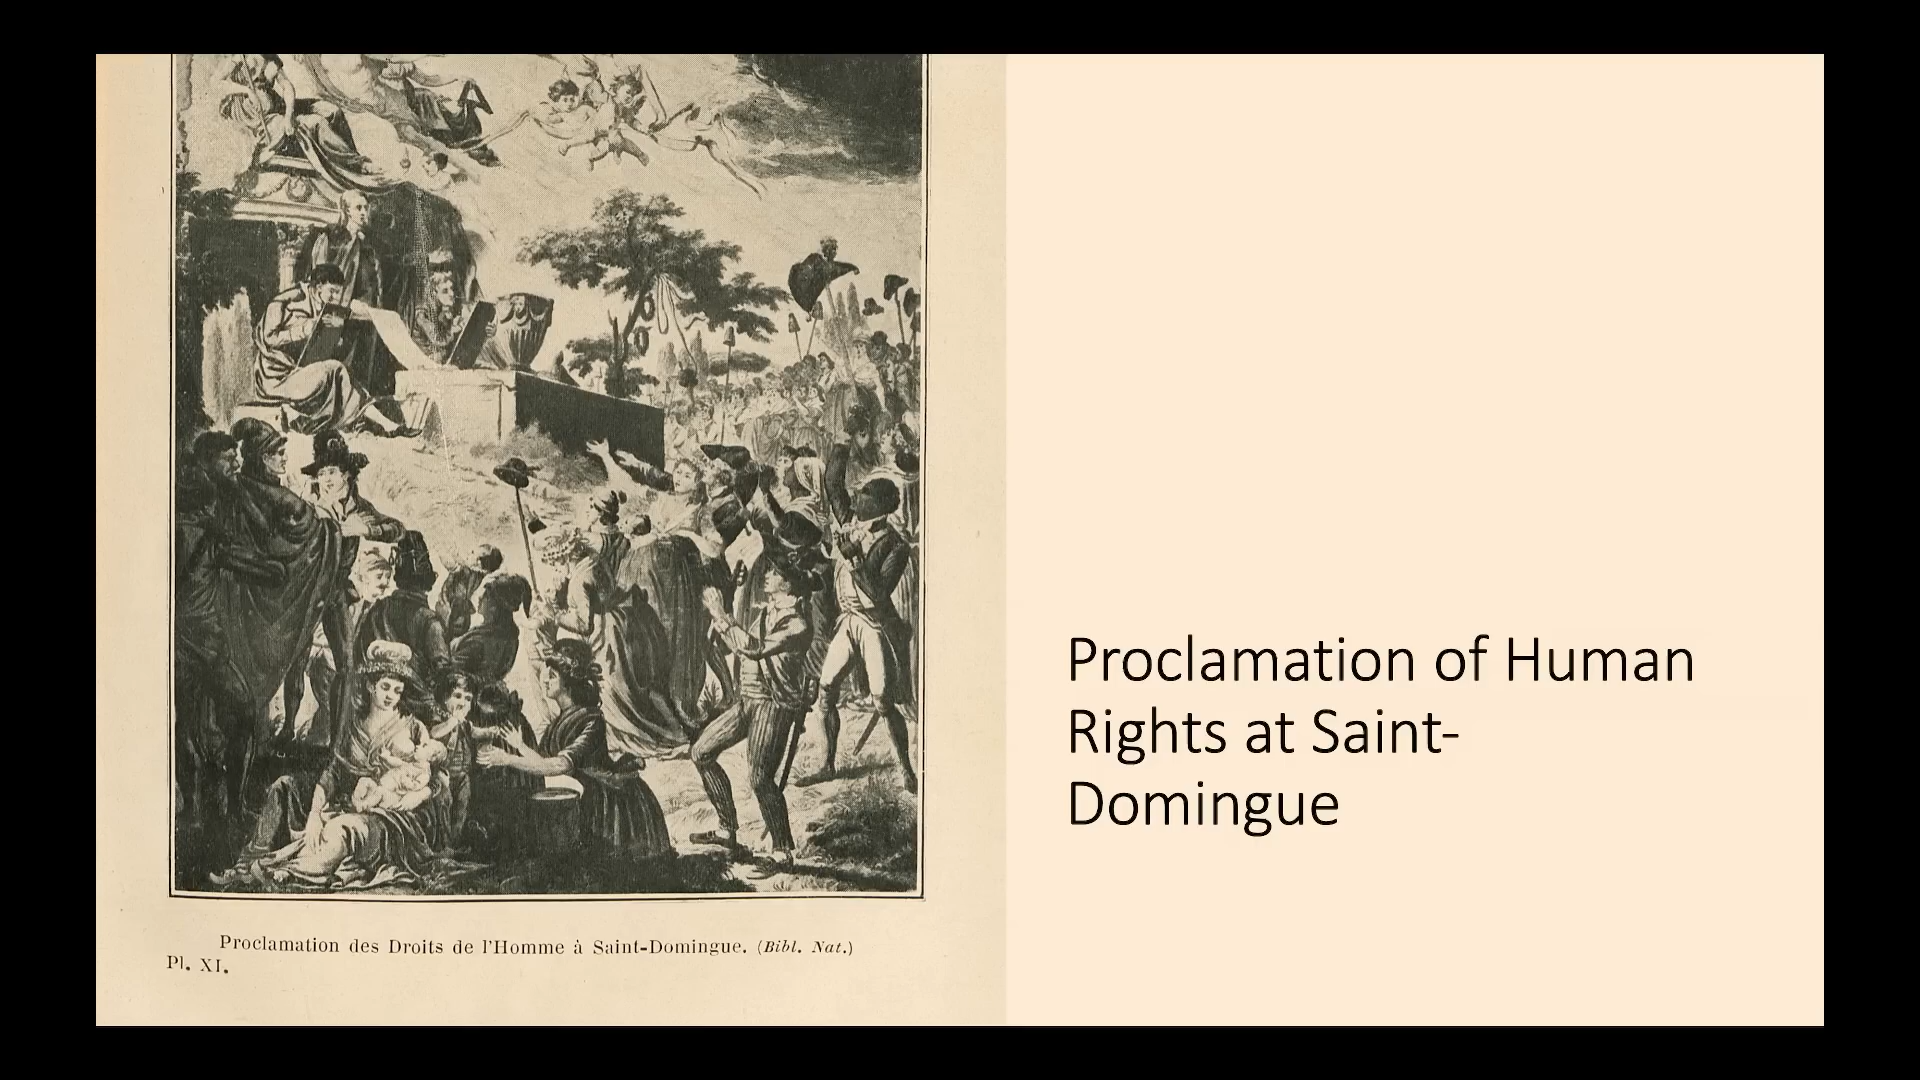 Proclamation des Droits de l'Homme à Saint-Domingue. (Bibl. Nat.)
Pl. XI.
Proclamation of Human
Rights at Saint-
Domingue